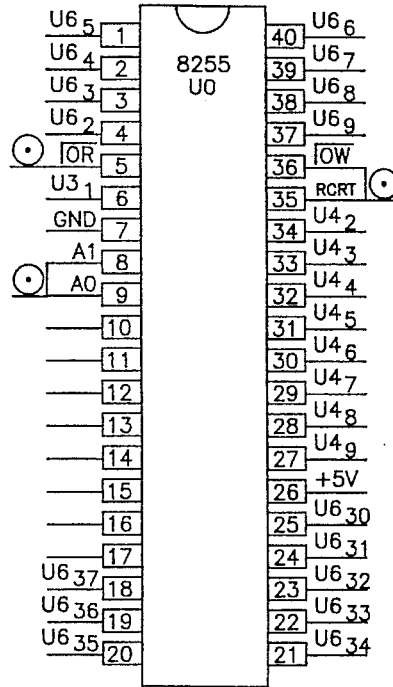 8255
U0
U6 5 1 40 U6 6
U6 4 2 39 U6 7
U6 3 3 38 U6 8
U6 2 4 37 U6 9
OR 5 36 OW
U3 1 6 35 RCRT
GND 7 34 U4 2
A1 8 33 U4 3
A0 9 32 U4 4
10 31 U4 5
11 30 U4 6
12 29 U4 7
13 28 U4 8
14 27 U4 9
15 26 +5V
16 25 U6 30
17 24 U6 31
U6 37 18 23 U6 32
U6 36 19 22 U6 33
U6 35 20 21 U6 34